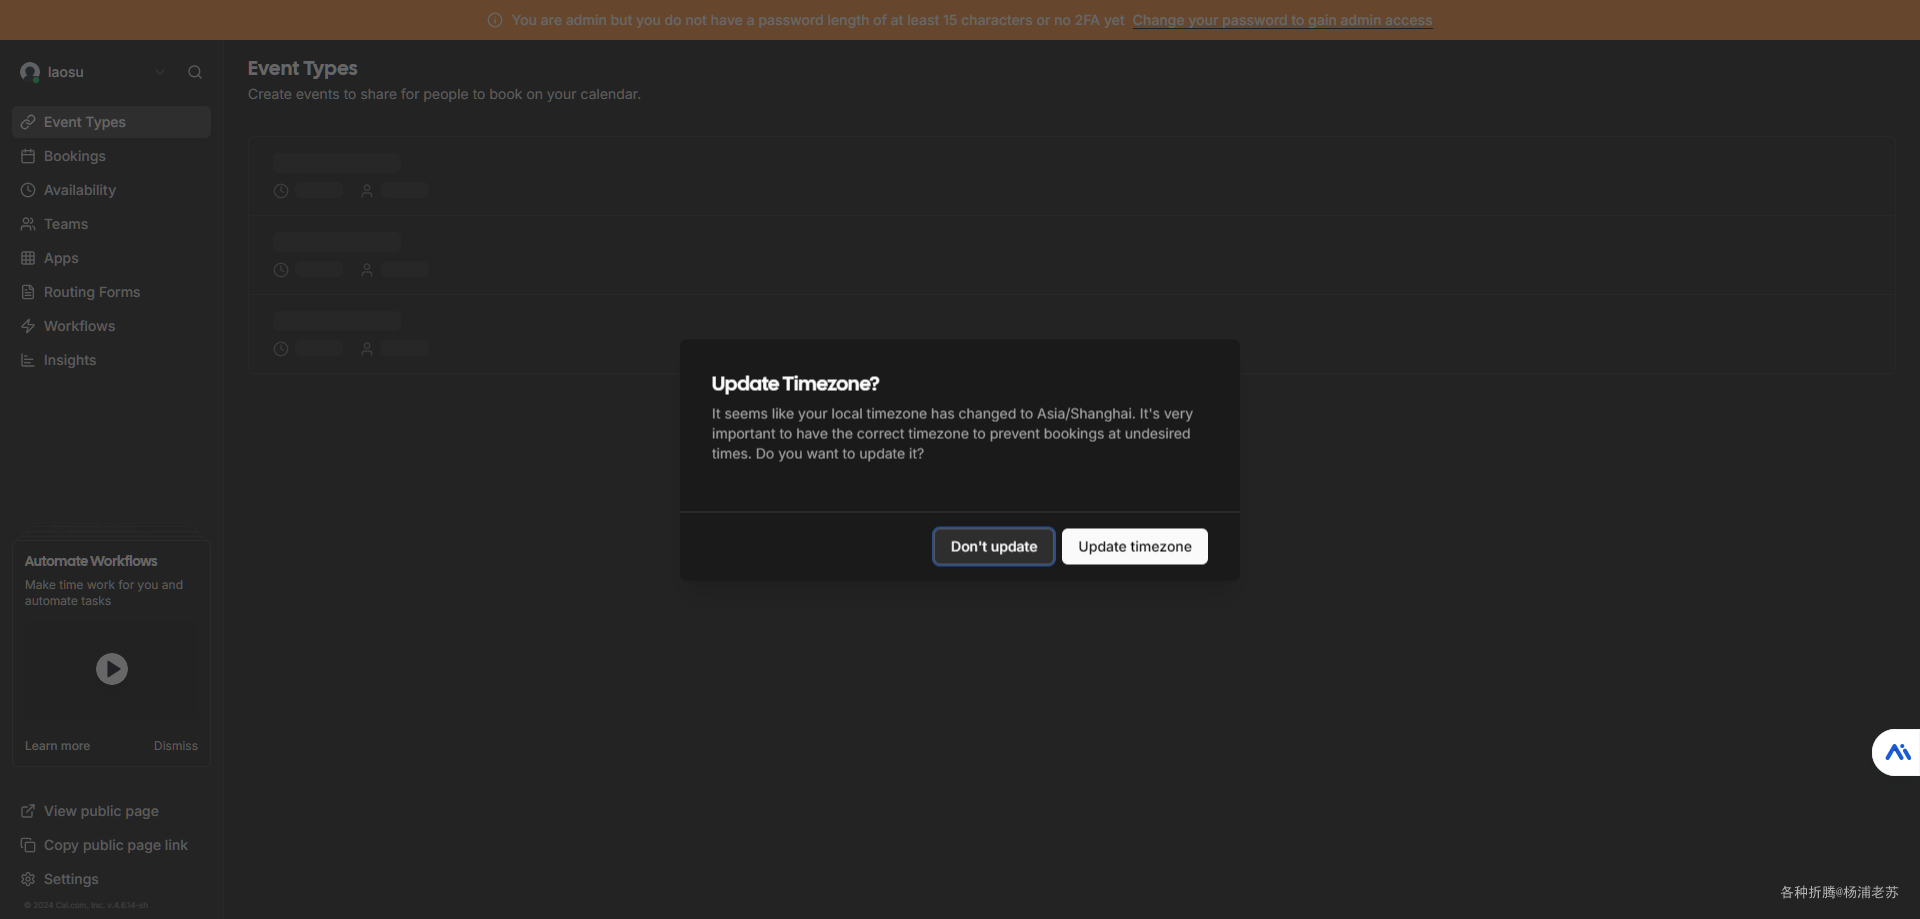 You are admin but you do not have a password length of at least 15 characters or no 2FA yet Change your password to gain admin access
laosu
Event Types
Bookings
Availability
Teams
Apps
Routing Forms
Workflows
Insights
Automate Workflows
Make time work for you and
automate tasks
Learn more Dismiss
View public page
Copy public page link
Settings
© 2024 Cal.com, Inc. v.4.6.14-sh
Event Types
Create events to share for people to book on your calendar.
Update Timezone?
It seems like your local timezone has changed to Asia/Shanghai. It's very
important to have the correct timezone to prevent bookings at undesired
times. Do you want to update it?
Don't update Update timezone
各种折腾@杨浦老苏